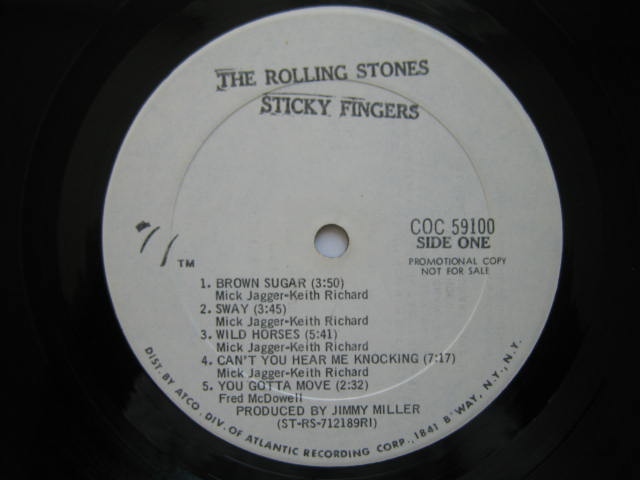 THE ROLLING STONES
STICKY FINGERS
COC 59100
SIDE ONE
PROMOTIONAL COPY
NOT FOR SALE
TM
1. BROWN SUGAR (3:50)
Mick Jagger-Keith Richard
2. SWAY (3:45)
Mick Jagger-Keith Richard
3. WILD HORSES (5:41)
Mick Jagger-Keith Richard
4. CAN'T YOU HEAR ME KNOCKING (7:17)
Mick Jagger-Keith Richard
5. YOU GOTTA MOVE (2:32)
Fred McDowell
PRODUCED BY JIMMY MILLER
(ST-RS-712189RI)
DIST. BY ATCO, DIV. OF ATLANTIC RECORDING CORP., 1841 B'WAY, N.Y., N.Y.